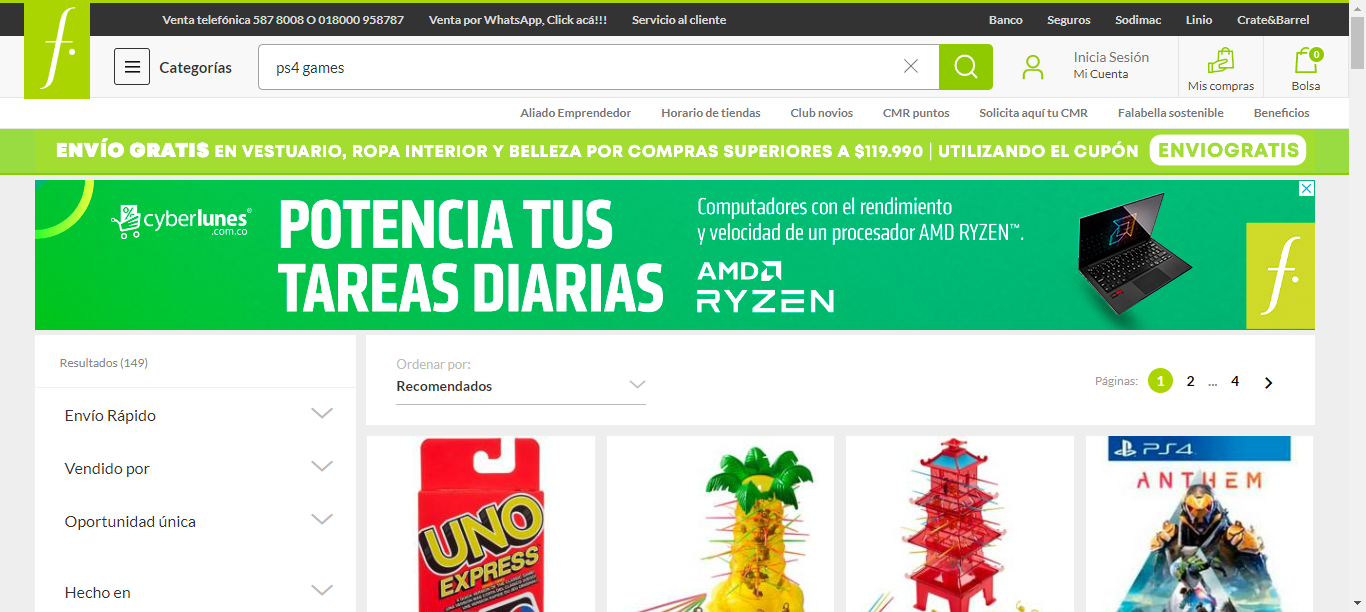 Venta telefónica 587 8008 O 018000 958787
Venta por WhatsApp, Click acá!!!
Servicio al cliente
Banco
Seguros
Sodimac
Linio
Crate&Barrel
f.
Categorías
ps4 games
Inicia Sesión
Mi Cuenta
Mis compras
0
Bolsa
Aliado Emprendedor
Horario de tiendas
Club novios
CMR puntos
Solicita aquí tu CMR
Falabella sostenible
Beneficios
ENVÍO GRATIS EN VESTUARIO, ROPA INTERIOR Y BELLEZA POR COMPRAS SUPERIORES A $119.990 | UTILIZANDO EL CUPÓN ENVIOGRATIS
cyberlunes®
.com.co
POTENCIA TUS
TAREAS DIARIAS
Computadores con el rendimiento
y velocidad de un procesador AMD RYZEN™.
AMD
RYZEN
f.
Resultados (149)
Envío Rápido
Vendido por
Oportunidad única
Hecho en
Ordenar por:
Recomendados
Páginas: 1 2 ... 4
UNO
EXPRESS
PS4
ANTHEM